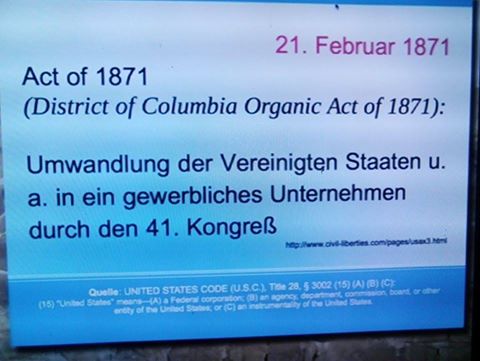 21. Februar 1871
Act of 1871
(District of Columbia Organic Act of 1871):
Umwandlung der Vereinigten Staaten u.
a. in ein gewerbliches Unternehmen
durch den 41. Kongreß
http://www.civil-liberties.com/pages/usax3.html
Quelle: UNITED STATES CODE (U.S.C.), Title 28, § 3002 (15) (A) (B) (C):
(15) "United States" means—(A) a Federal corporation; (B) an agency, department, commission, board, or other
entity of the United States; or (C) an instrumentality of the United States.